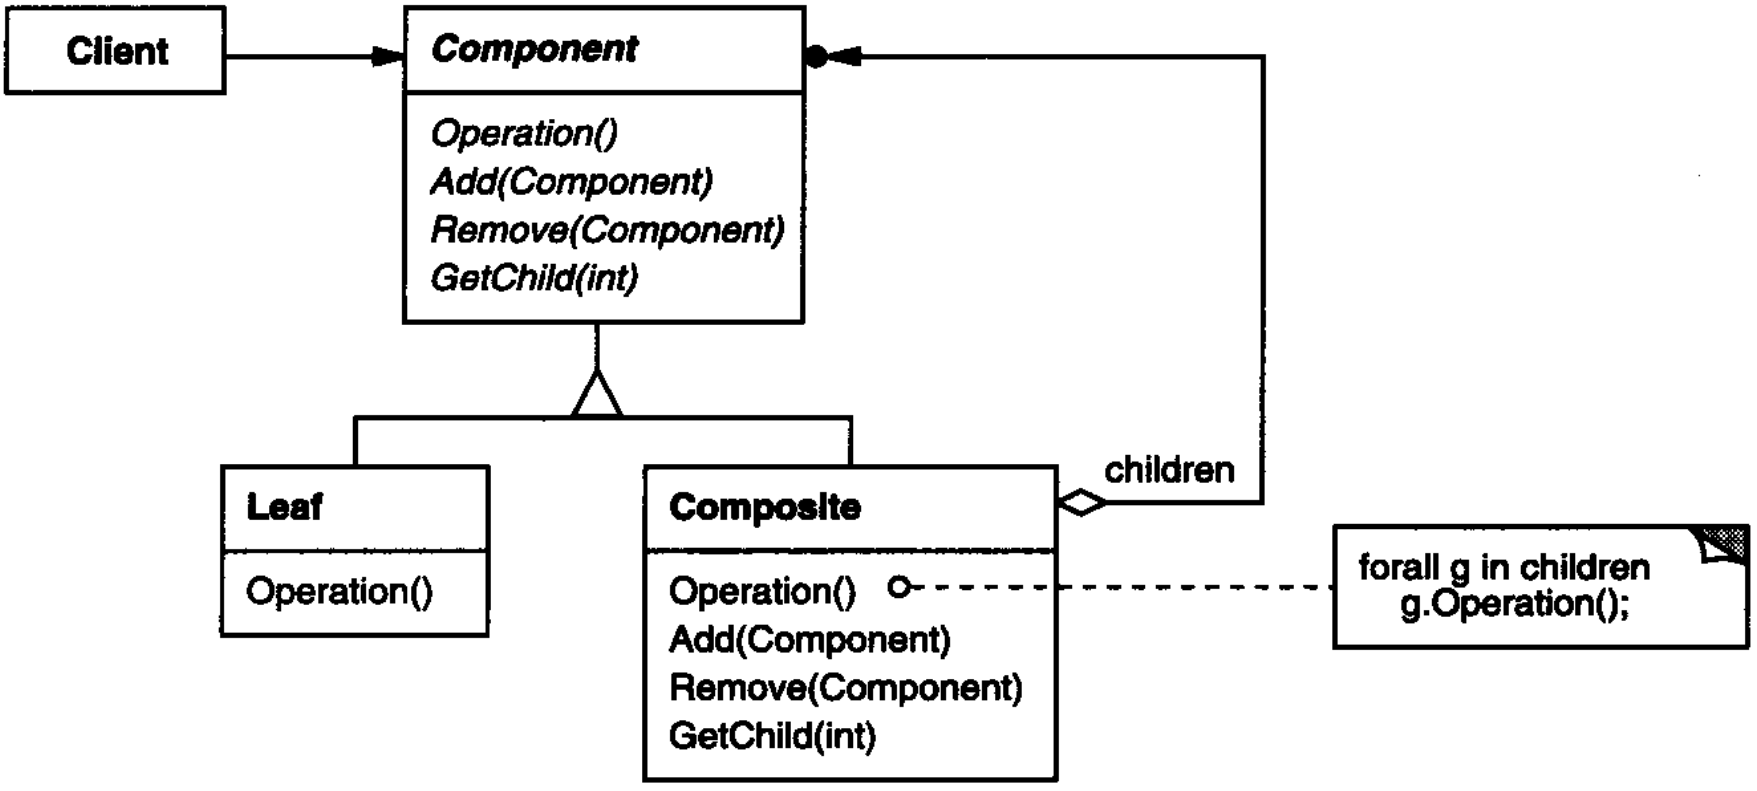 Client
Component
Operation()
Add(Component)
Remove(Component)
GetChild(int)
children
Leaf
Operation()
Composite
Operation()
Add(Component)
Remove(Component)
GetChild(int)
forall g in children
g.Operation();